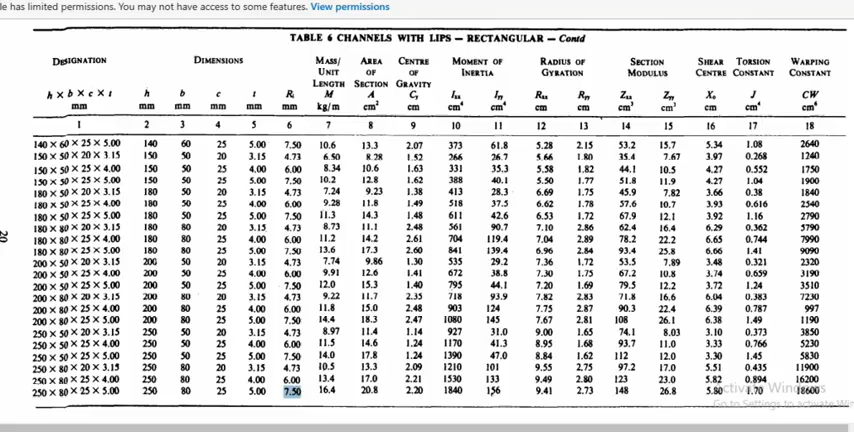 le has limited permissions. You may not have access to some features. View permissions
TABLE 6 CHANNELS WITH LIPS — RECTANGULAR — Contd
DESIGNATION DIMENSIONS MASS/ AREA CENTRE MOMENT OF RADIUS OF SECTION SHEAR TORSION WARPING
UNIT OF OF INERTIA GYRATION MODULUS CENTRE CONSTANT CONSTANT
LENGTH SECTION GRAVITY
h × b × c × t h b c t Ri M A Cy Ixx Iyy Rxx Ryy Zxx Zyy Xo J CW
mm mm mm mm mm mm kg/m cm² cm cm⁴ cm⁴ cm cm cm³ cm³ cm cm⁴ cm⁶
1 2 3 4 5 6 7 8 9 10 11 12 13 14 15 16 17 18
140 × 60 × 25 × 5.00 140 60 25 5.00 7.50 10.6 13.3 2.07 373 61.8 5.28 2.15 53.2 15.7 5.34 1.08 2640
150 × 50 × 20 × 3.15 150 50 20 3.15 4.73 6.50 8.28 1.52 266 26.7 5.66 1.80 35.4 7.67 3.97 0.268 1240
150 × 50 × 25 × 4.00 150 50 25 4.00 6.00 8.34 10.6 1.63 331 35.3 5.58 1.82 44.1 10.5 4.27 0.552 1750
150 × 50 × 25 × 5.00 150 50 25 5.00 7.50 10.2 12.8 1.62 388 40.1 5.50 1.77 51.8 11.9 4.27 1.04 1900
180 × 50 × 20 × 3.15 180 50 20 3.15 4.73 7.24 9.23 1.38 413 28.3 6.69 1.75 45.9 7.82 3.66 0.38 1840
180 × 50 × 25 × 4.00 180 50 25 4.00 6.00 9.28 11.8 1.49 518 37.5 6.62 1.78 57.6 10.7 3.93 0.616 2540
180 × 50 × 25 × 5.00 180 50 25 5.00 7.50 11.3 14.3 1.48 611 42.6 6.53 1.72 67.9 12.1 3.92 1.16 2790
180 × 80 × 20 × 3.15 180 80 20 3.15 4.73 8.73 11.1 2.48 561 90.7 7.10 2.86 62.4 16.4 6.29 0.362 5790
180 × 80 × 25 × 4.00 180 80 25 4.00 6.00 11.2 14.2 2.61 704 119.4 7.04 2.89 78.2 22.2 6.65 0.744 7990
180 × 80 × 25 × 5.00 180 80 25 5.00 7.50 13.6 17.3 2.60 841 139.4 6.96 2.84 93.4 25.8 6.66 1.41 9090
200 × 50 × 20 × 3.15 200 50 20 3.15 4.73 7.74 9.86 1.30 535 29.2 7.36 1.72 53.5 7.89 3.48 0.321 2320
200 × 50 × 25 × 4.00 200 50 25 4.00 6.00 9.91 12.6 1.41 672 38.8 7.30 1.75 67.2 10.8 3.74 0.659 3190
200 × 50 × 25 × 5.00 200 50 25 5.00 7.50 12.0 15.3 1.40 795 44.1 7.20 1.69 79.5 12.2 3.72 1.24 3510
200 × 80 × 20 × 3.15 200 80 20 3.15 4.73 9.22 11.7 2.35 718 93.9 7.82 2.83 71.8 16.6 6.04 0.383 7230
200 × 80 × 25 × 4.00 200 80 25 4.00 6.00 11.8 15.0 2.48 903 124 7.75 2.87 90.3 22.4 6.39 0.787 997
200 × 80 × 25 × 5.00 200 80 25 5.00 7.50 14.4 18.3 2.47 1080 145 7.67 2.81 108 26.1 6.38 1.49 1190
250 × 50 × 20 × 3.15 250 50 20 3.15 4.73 8.97 11.4 1.14 927 31.0 9.00 1.65 74.1 8.03 3.10 0.373 3850
250 × 50 × 25 × 4.00 250 50 25 4.00 6.00 11.5 14.6 1.24 1170 41.3 8.95 1.68 93.7 11.0 3.33 0.766 5230
250 × 50 × 25 × 5.00 250 50 25 5.00 7.50 14.0 17.8 1.24 1390 47.0 8.84 1.62 112 12.0 3.30 1.45 5830
250 × 80 × 20 × 3.15 250 80 20 3.15 4.73 10.5 13.3 2.09 1210 101 9.55 2.75 97.2 17.0 5.51 0.435 11900
250 × 80 × 25 × 4.00 250 80 25 4.00 6.00 13.4 17.0 2.21 1530 133 9.49 2.80 123 23.0 5.82 0.894 16200
250 × 80 × 25 × 5.00 250 80 25 5.00 7.50 16.4 20.8 2.20 1840 156 9.41 2.73 148 26.8 5.80 1.70 18600
20
Activate Windows
Go to Settings to activate Wi